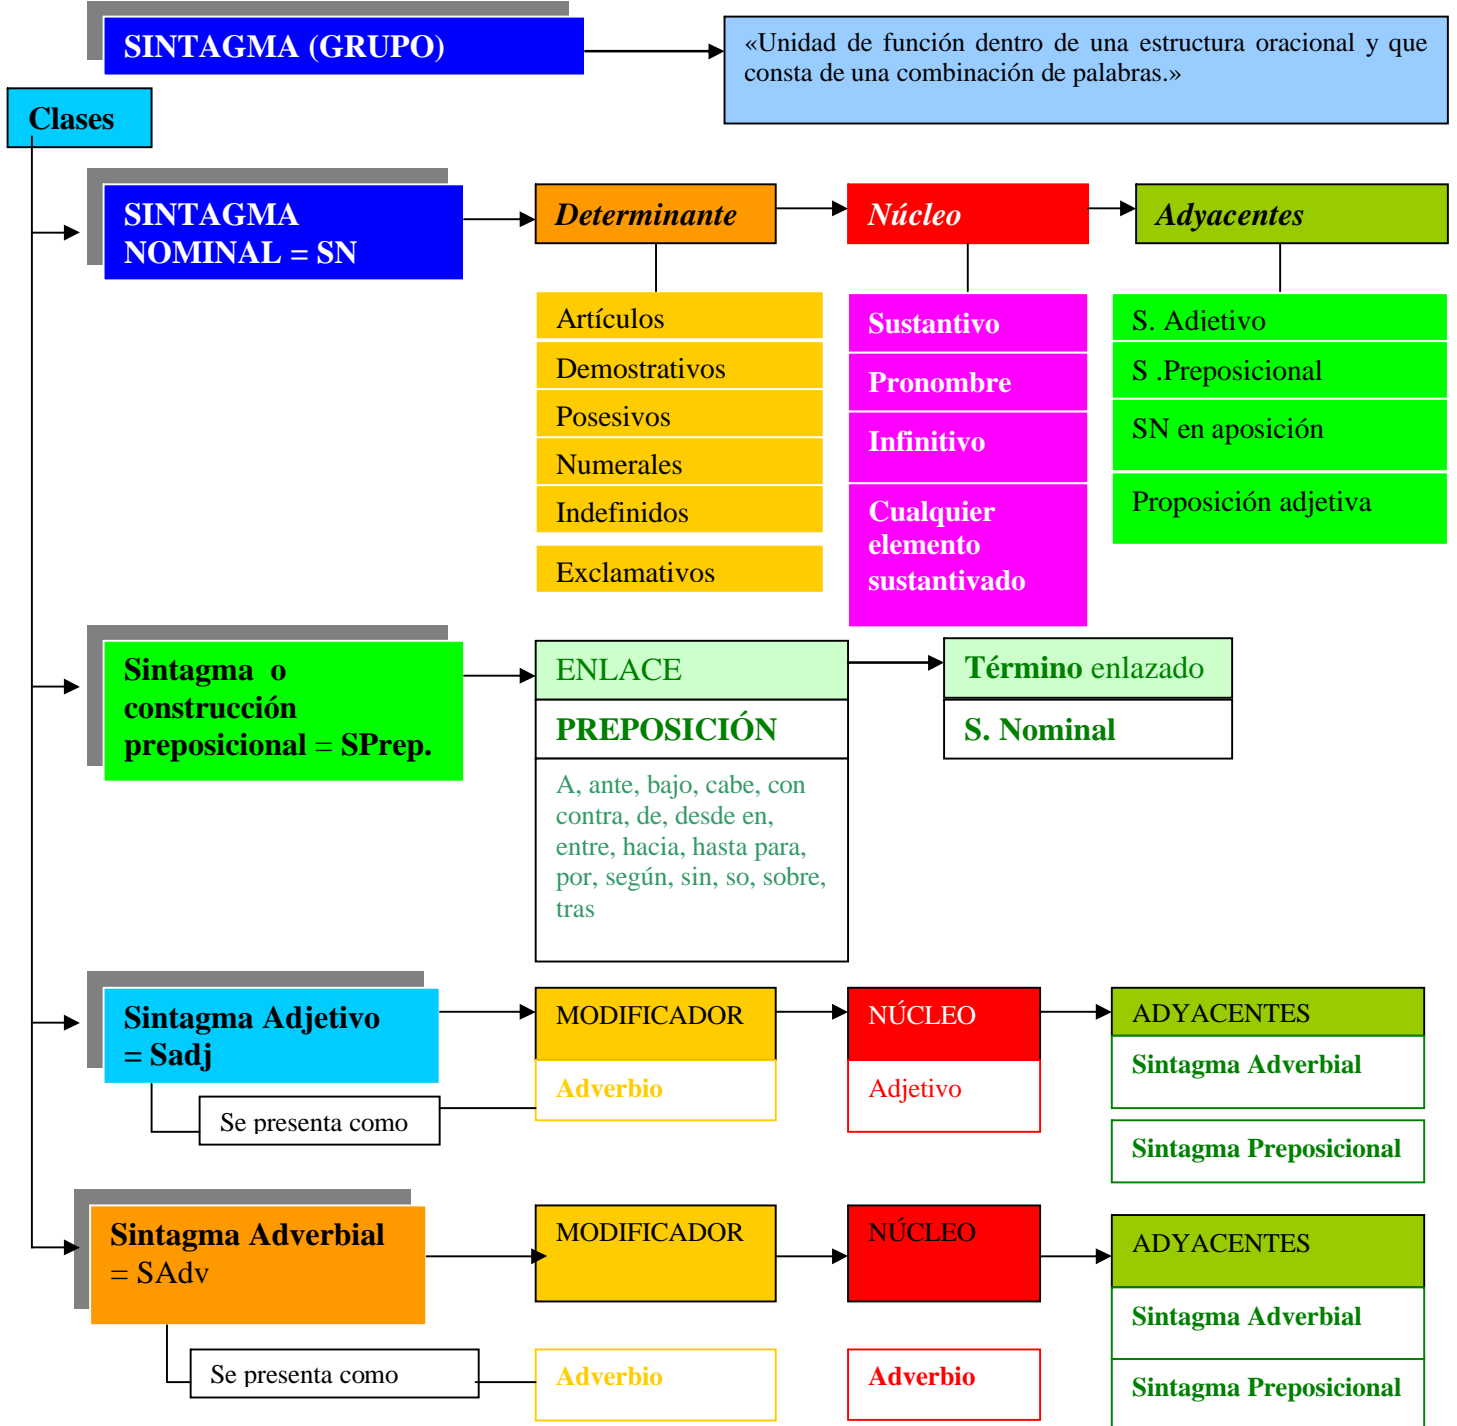 SINTAGMA (GRUPO)
«Unidad de función dentro de una estructura oracional y que
consta de una combinación de palabras.»
Clases
SINTAGMA
NOMINAL = SN
Determinante
Núcleo
Adyacentes
Artículos
Demostrativos
Posesivos
Numerales
Indefinidos
Exclamativos
Sustantivo
Pronombre
Infinitivo
Cualquier
elemento
sustantivado
S. Adjetivo
S .Preposicional
SN en aposición
Proposición adjetiva
Sintagma o
construcción
preposicional = SPrep.
ENLACE
PREPOSICIÓN
A, ante, bajo, cabe, con
contra, de, desde en,
entre, hacia, hasta para,
por, según, sin, so, sobre,
tras
Término enlazado
S. Nominal
Sintagma Adjetivo
= Sadj
Se presenta como
MODIFICADOR
Adverbio
NÚCLEO
Adjetivo
ADYACENTES
Sintagma Adverbial
Sintagma Preposicional
Sintagma Adverbial
= SAdv
Se presenta como
MODIFICADOR
Adverbio
NÚCLEO
Adverbio
ADYACENTES
Sintagma Adverbial
Sintagma Preposicional